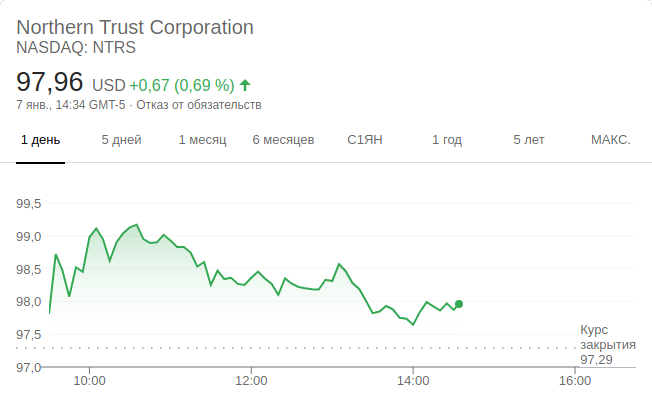 Northern Trust Corporation
NASDAQ: NTRS
97,96 USD +0,67 (0,69 %)
7 янв., 14:34 GMT-5 · Отказ от обязательств
1 день 5 дней 1 месяц 6 месяцев С1ЯН 1 год 5 лет МАКС.
99,5
99,0
98,5
98,0
97,5
97,0
Курс
закрытия
97,29
10:00 12:00 14:00 16:00